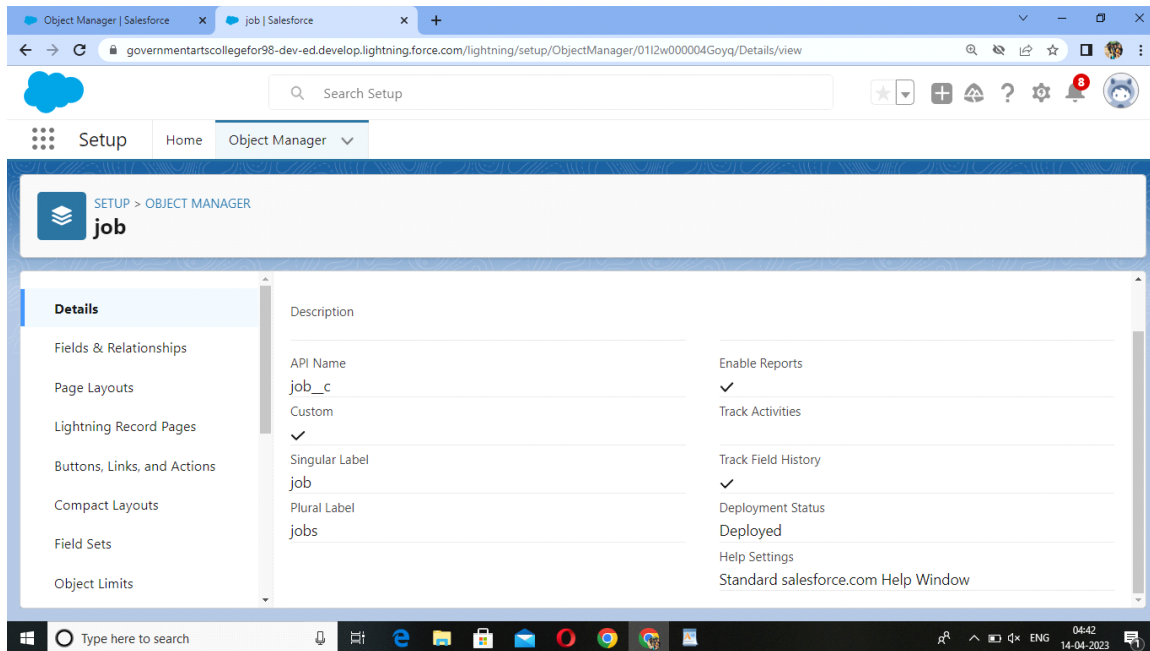 Object Manager | Salesforce
job | Salesforce
governmentartscollegefor98-dev-ed.develop.lightning.force.com/lightning/setup/ObjectManager/01I2w000004Goyq/Details/view
Search Setup
8
Setup
Home
Object Manager
SETUP > OBJECT MANAGER
job
Details
Fields & Relationships
Page Layouts
Lightning Record Pages
Buttons, Links, and Actions
Compact Layouts
Field Sets
Object Limits
Description
API Name
job__c
Custom
Singular Label
job
Plural Label
jobs
Enable Reports
Track Activities
Track Field History
Deployment Status
Deployed
Help Settings
Standard salesforce.com Help Window
Type here to search
ENG
04:42
14-04-2023
1